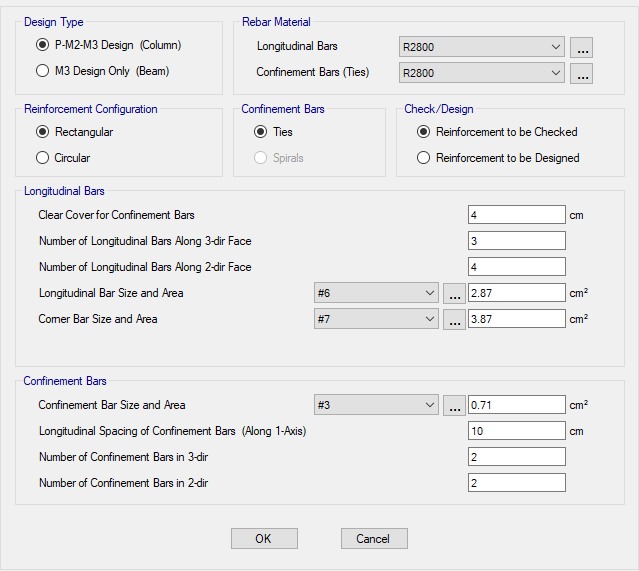 Design Type
P-M2-M3 Design (Column)
M3 Design Only (Beam)
Rebar Material
Longitudinal Bars R2800 ...
Confinement Bars (Ties) R2800 ...
Reinforcement Configuration
Rectangular
Circular
Confinement Bars
Ties
Spirals
Check/Design
Reinforcement to be Checked
Reinforcement to be Designed
Longitudinal Bars
Clear Cover for Confinement Bars 4 cm
Number of Longitudinal Bars Along 3-dir Face 3
Number of Longitudinal Bars Along 2-dir Face 4
Longitudinal Bar Size and Area #6 ... 2.87 cm²
Corner Bar Size and Area #7 ... 3.87 cm²
Confinement Bars
Confinement Bar Size and Area #3 ... 0.71 cm²
Longitudinal Spacing of Confinement Bars (Along 1-Axis) 10 cm
Number of Confinement Bars in 3-dir 2
Number of Confinement Bars in 2-dir 2
OK Cancel